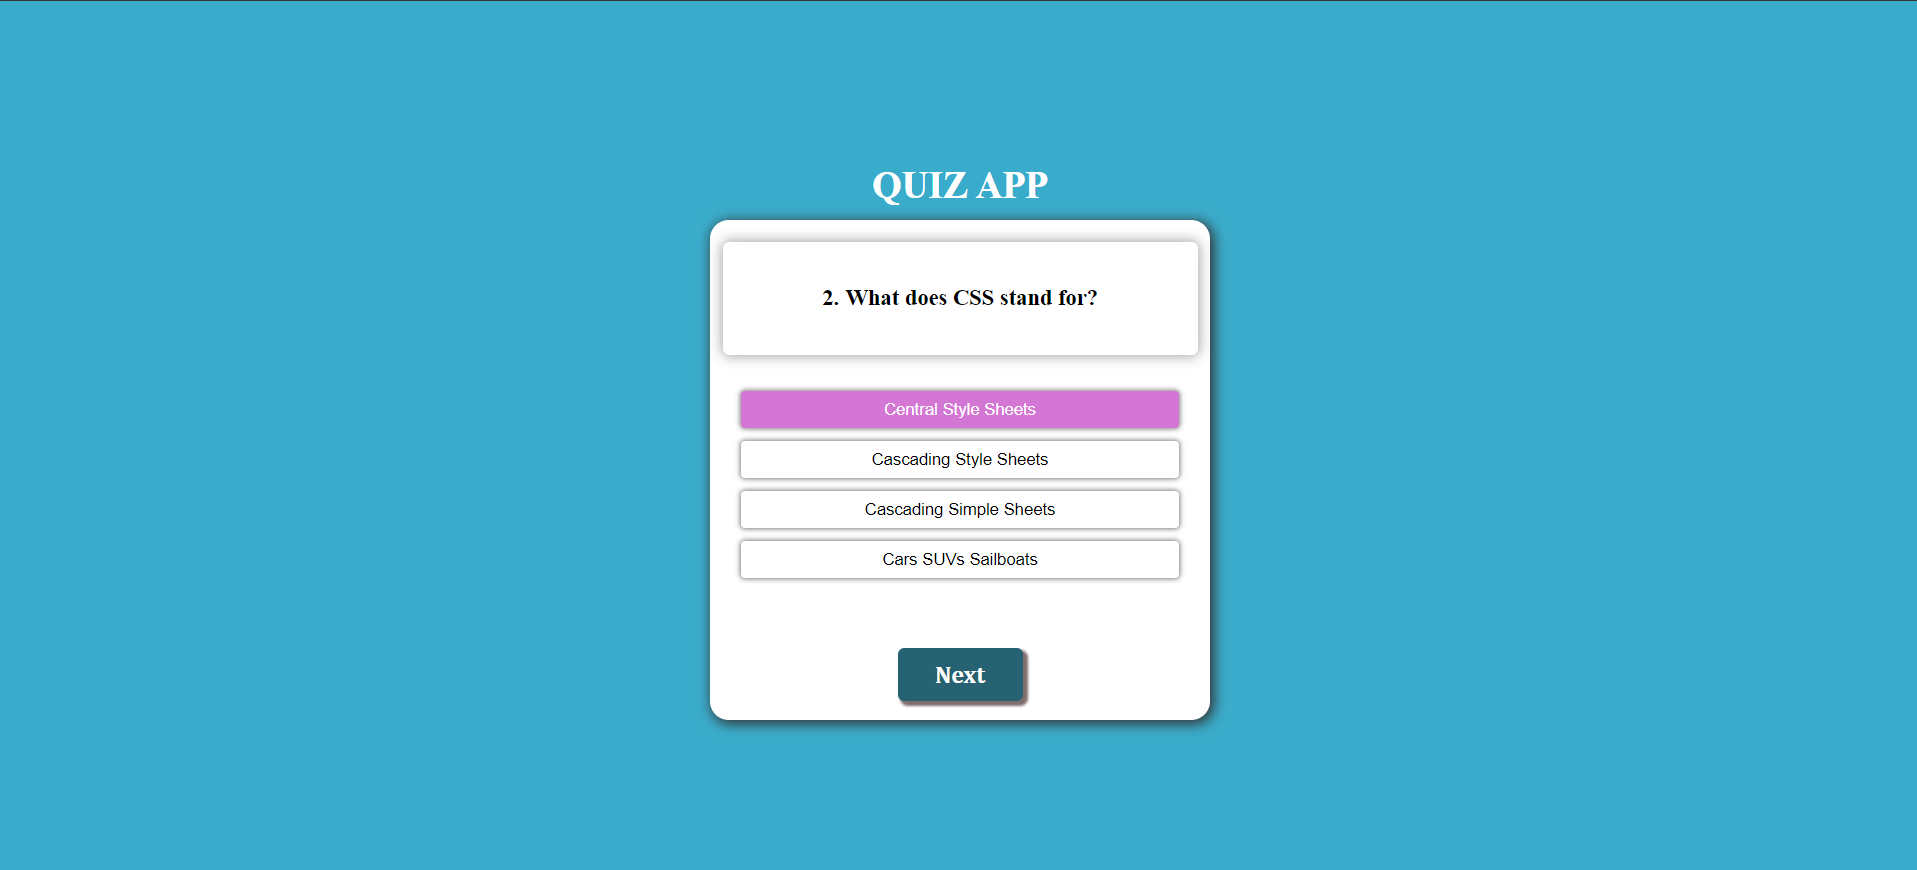 QUIZ APP
2. What does CSS stand for?
Central Style Sheets
Cascading Style Sheets
Cascading Simple Sheets
Cars SUVs Sailboats
Next